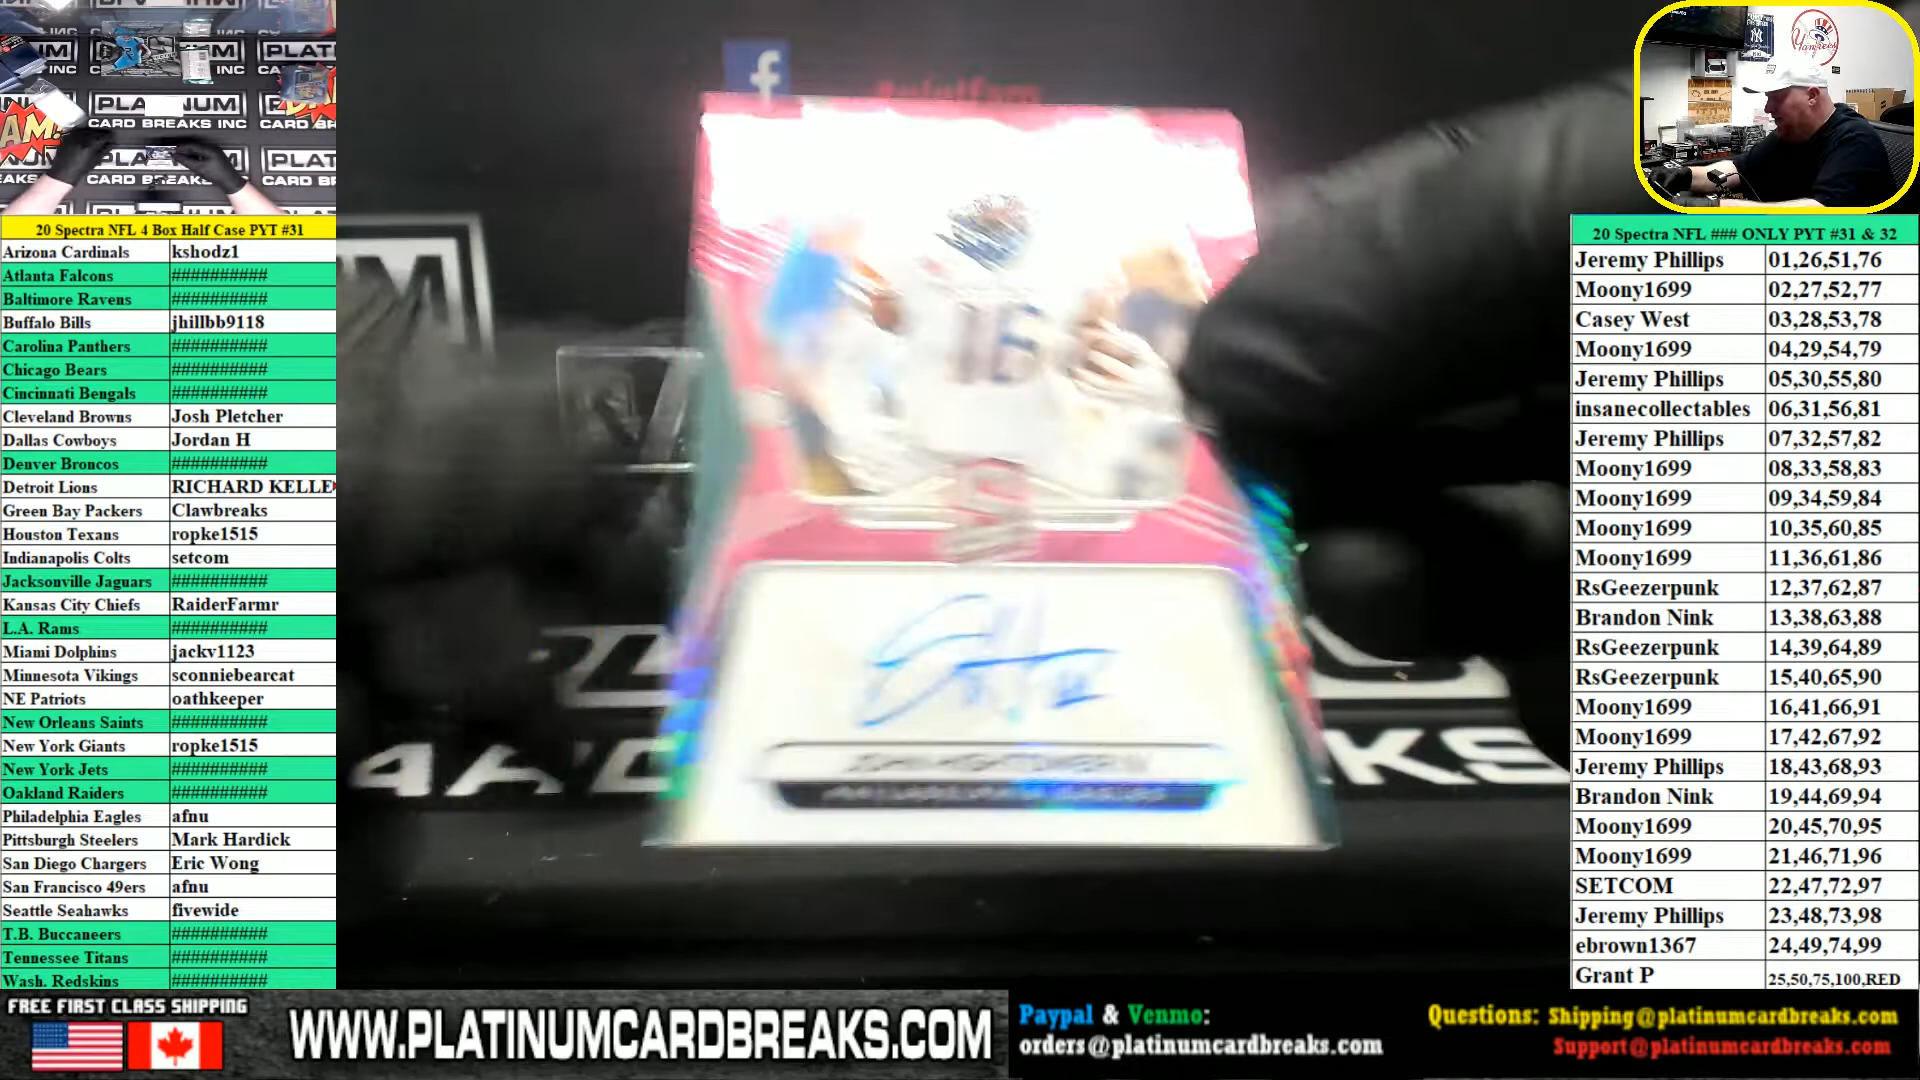 20 Spectra NFL 4 Box Half Case PYT #31
Arizona Cardinals kshodz1
Atlanta Falcons ##########
Baltimore Ravens ##########
Buffalo Bills jhillbb9118
Carolina Panthers ##########
Chicago Bears ##########
Cincinnati Bengals ##########
Cleveland Browns Josh Pletcher
Dallas Cowboys Jordan H
Denver Broncos ##########
Detroit Lions RICHARD KELLE
Green Bay Packers Clawbreaks
Houston Texans ropke1515
Indianapolis Colts setcom
Jacksonville Jaguars ##########
Kansas City Chiefs RaiderFarmr
L.A. Rams ##########
Miami Dolphins jackv1123
Minnesota Vikings sconniebearcat
NE Patriots oathkeeper
New Orleans Saints ##########
New York Giants ropke1515
New York Jets ##########
Oakland Raiders ##########
Philadelphia Eagles afnu
Pittsburgh Steelers Mark Hardick
San Diego Chargers Eric Wong
San Francisco 49ers afnu
Seattle Seahawks fivewide
T.B. Buccaneers ##########
Tennessee Titans ##########
Wash. Redskins ##########
PLATINUM
CARD BREAKS INC
f
16
Yankees
20 Spectra NFL ### ONLY PYT #31 & 32
Jeremy Phillips 01,26,51,76
Moony1699 02,27,52,77
Casey West 03,28,53,78
Moony1699 04,29,54,79
Jeremy Phillips 05,30,55,80
insanecollectables 06,31,56,81
Jeremy Phillips 07,32,57,82
Moony1699 08,33,58,83
Moony1699 09,34,59,84
Moony1699 10,35,60,85
Moony1699 11,36,61,86
RsGeezerpunk 12,37,62,87
Brandon Nink 13,38,63,88
RsGeezerpunk 14,39,64,89
RsGeezerpunk 15,40,65,90
Moony1699 16,41,66,91
Moony1699 17,42,67,92
Jeremy Phillips 18,43,68,93
Brandon Nink 19,44,69,94
Moony1699 20,45,70,95
Moony1699 21,46,71,96
SETCOM 22,47,72,97
Jeremy Phillips 23,48,73,98
ebrown1367 24,49,74,99
Grant P 25,50,75,100,RED
FREE FIRST CLASS SHIPPING
WWW.PLATINUMCARDBREAKS.COM
Paypal & Venmo:
orders@platinumcardbreaks.com
Questions: Shipping@platinumcardbreaks.com
Support@platinumcardbreaks.com